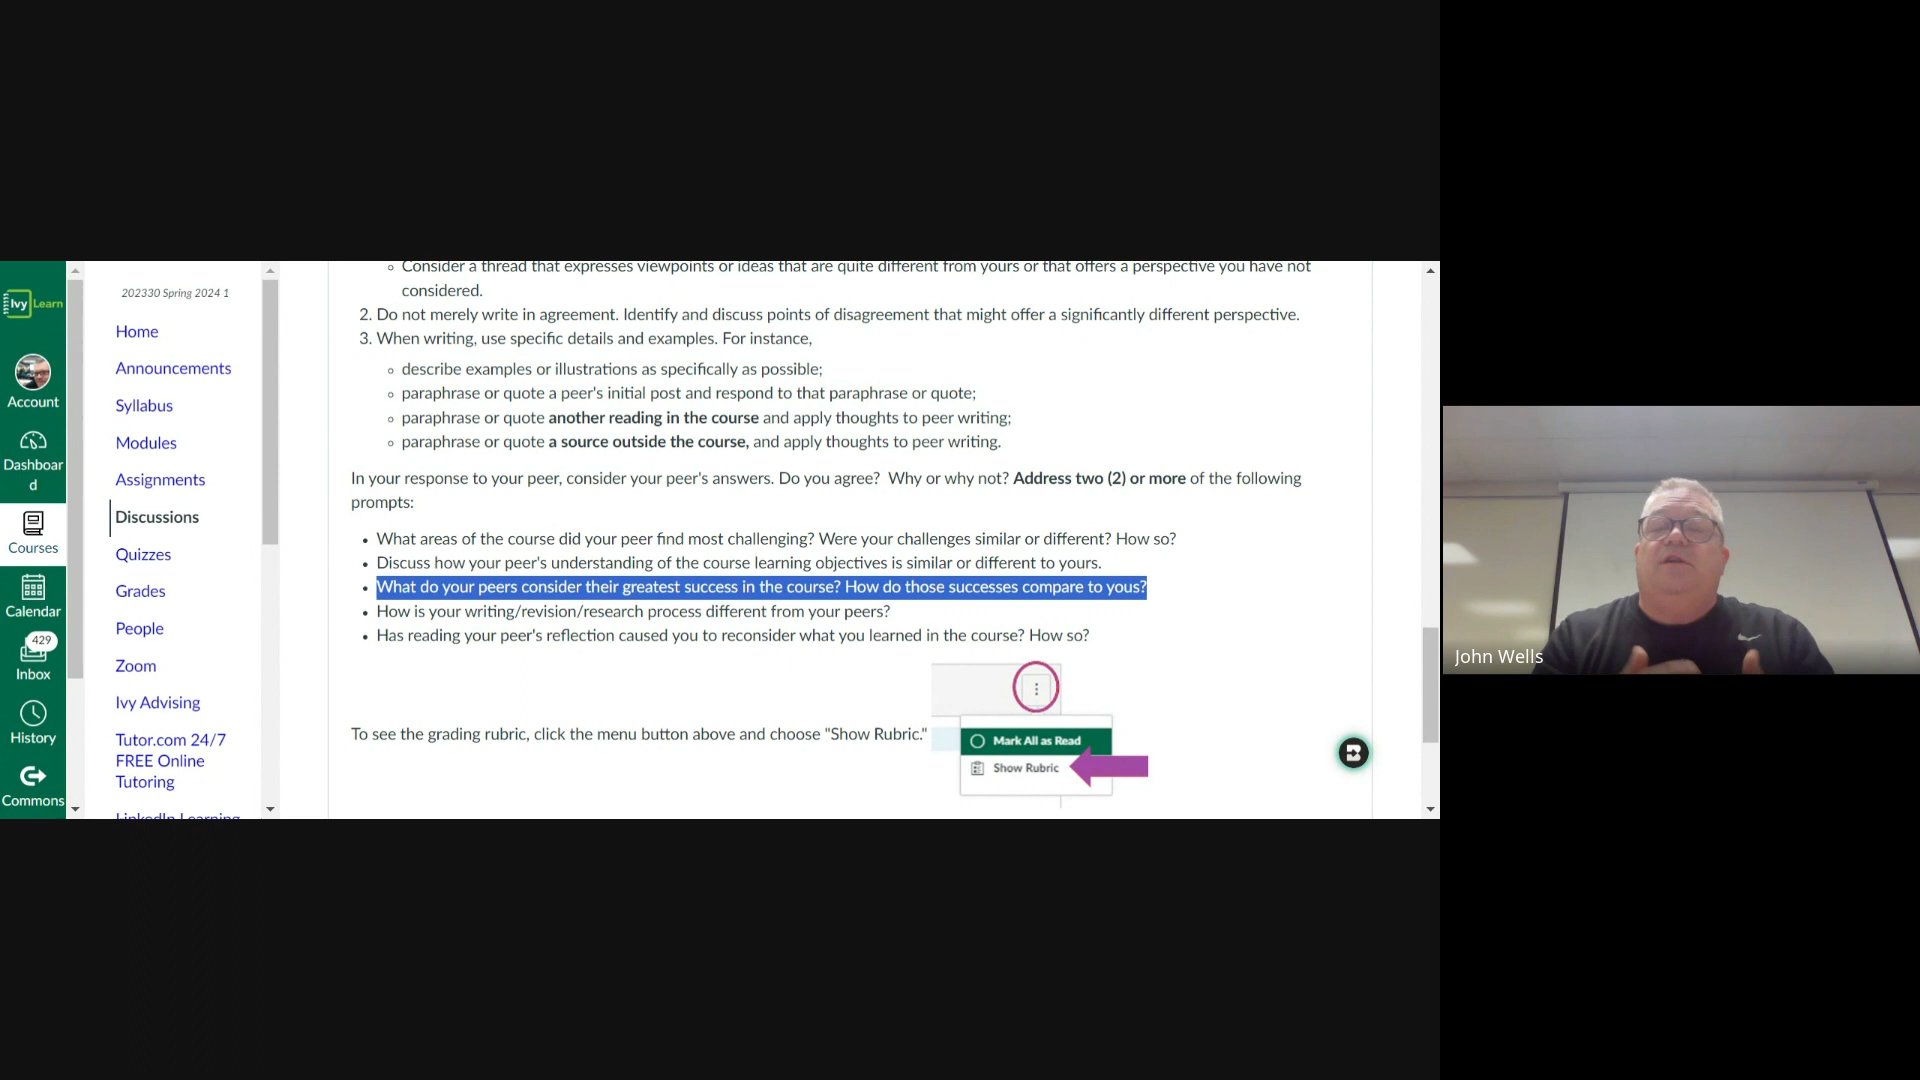 Ivy Learn
Account
Dashboar
d
Courses
Calendar
429
Inbox
History
Commons
202330 Spring 2024 1
Home
Announcements
Syllabus
Modules
Assignments
Discussions
Quizzes
Grades
People
Zoom
Ivy Advising
Tutor.com 24/7
FREE Online
Tutoring
LinkedIn Learning
Consider a thread that expresses viewpoints or ideas that are quite different from yours or that offers a perspective you have not
considered.
2. Do not merely write in agreement. Identify and discuss points of disagreement that might offer a significantly different perspective.
3. When writing, use specific details and examples. For instance,
describe examples or illustrations as specifically as possible;
paraphrase or quote a peer's initial post and respond to that paraphrase or quote;
paraphrase or quote another reading in the course and apply thoughts to peer writing;
paraphrase or quote a source outside the course, and apply thoughts to peer writing.
In your response to your peer, consider your peer's answers. Do you agree? Why or why not? Address two (2) or more of the following
prompts:
What areas of the course did your peer find most challenging? Were your challenges similar or different? How so?
Discuss how your peer's understanding of the course learning objectives is similar or different to yours.
What do your peers consider their greatest success in the course? How do those successes compare to yous?
How is your writing/revision/research process different from your peers?
Has reading your peer's reflection caused you to reconsider what you learned in the course? How so?
To see the grading rubric, click the menu button above and choose "Show Rubric."
Mark All as Read
Show Rubric
John Wells